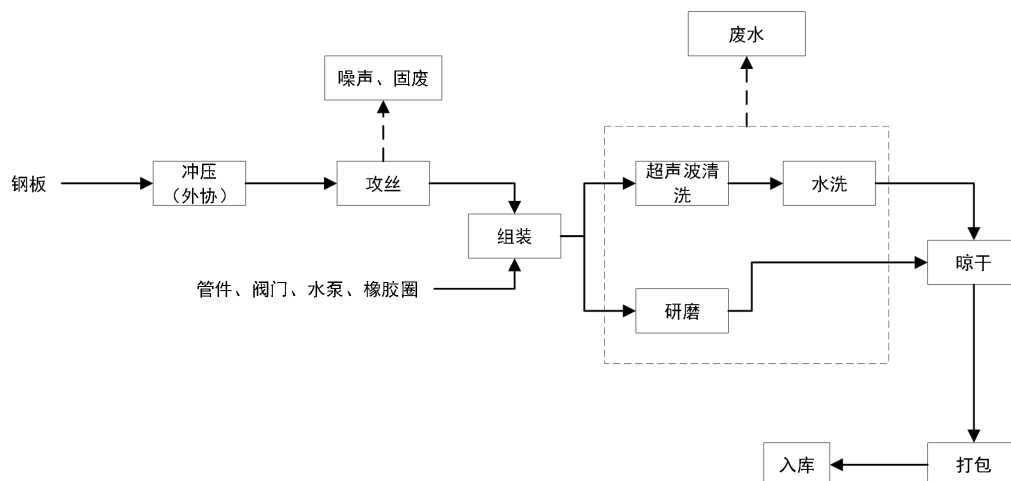 废水
噪声、固废
钢板
冲压
（外协）
攻丝
超声波清
洗
水洗
组装
晾干
管件、阀门、水泵、橡胶圈
研磨
入库
打包